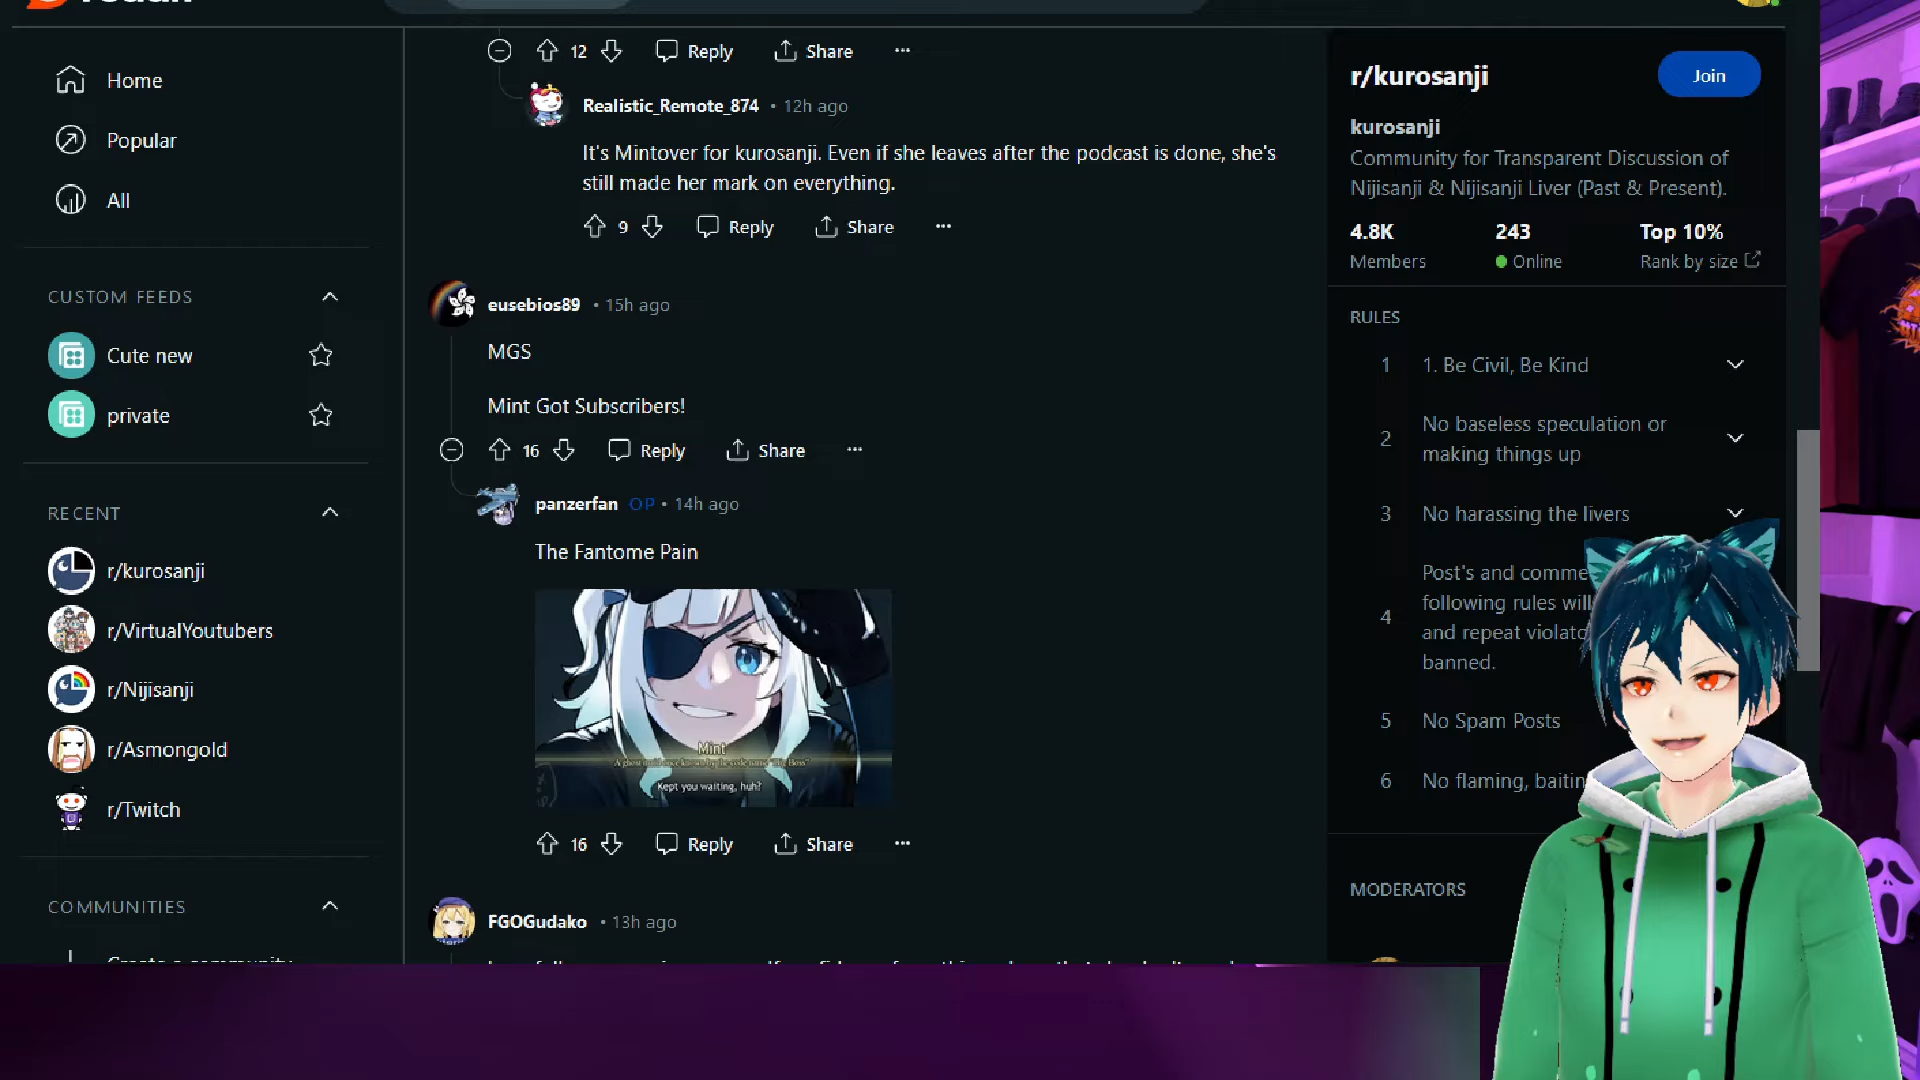 Home
Popular
All
CUSTOM FEEDS
Cute new
private
RECENT
r/kurosanji
r/VirtualYoutubers
r/Nijisanji
r/Asmongold
r/Twitch
COMMUNITIES
Create a community
12 Reply Share
Realistic_Remote_874 • 12h ago
It's Mintover for kurosanji. Even if she leaves after the podcast is done, she's
still made her mark on everything.
9 Reply Share
eusebios89 • 15h ago
MGS
Mint Got Subscribers!
16 Reply Share
panzerfan OP • 14h ago
The Fantome Pain
Mint
Kept you waiting, huh?
16 Reply Share
FGOGudako • 13h ago
r/kurosanji
Join
kurosanji
Community for Transparent Discussion of
Nijisanji & Nijisanji Liver (Past & Present).
4.8K 243 Top 10%
Members Online Rank by size
RULES
1 1. Be Civil, Be Kind
2 No baseless speculation or
making things up
3 No harassing the livers
4 Post's and comme
following rules will
and repeat violato
banned.
5 No Spam Posts
6 No flaming, baitin
MODERATORS